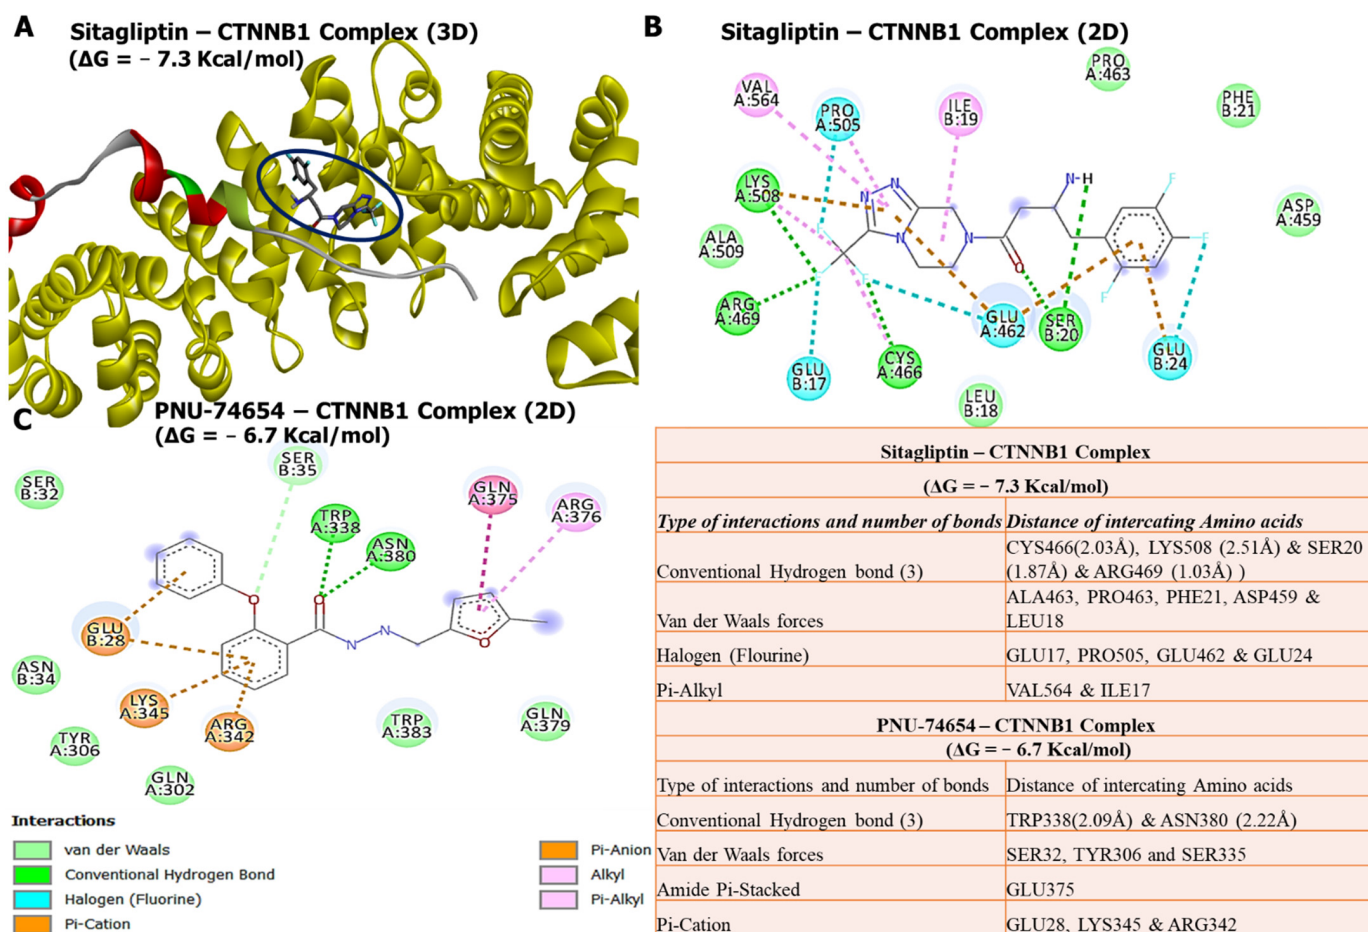 A
Sitagliptin – CTNNB1 Complex (3D)
(ΔG = – 7.3 Kcal/mol)
B
Sitagliptin – CTNNB1 Complex (2D)
PRO
A:463
VAL
A:564
PRO
A:505
ILE
B:19
PHE
B:21
LYS
A:508
N
N
N
N
N-H
F
ASP
A:459
ALA
A:509
F
N
O
F
F
F
F
ARG
A:469
GLU
A:462
SER
B:20
GLU
B:17
CYS
A:466
GLU
B:24
LEU
B:18
C
PNU-74654 – CTNNB1 Complex (2D)
(ΔG = – 6.7 Kcal/mol)
SER
B:35
SER
B:32
GLN
A:375
ARG
A:376
TRP
A:338
ASN
A:380
O
O
GLU
B:28
N
N
O
ASN
B:34
LYS
A:345
ARG
A:342
TRP
A:383
GLN
A:379
TYR
A:306
GLN
A:302
Interactions
van der Waals
Conventional Hydrogen Bond
Halogen (Fluorine)
Pi-Cation
Pi-Anion
Alkyl
Pi-Alkyl
Sitagliptin – CTNNB1 Complex
(ΔG = – 7.3 Kcal/mol)
Type of interactions and number of bonds Distance of intercating Amino acids
Conventional Hydrogen bond (3) CYS466(2.03Å), LYS508 (2.51Å) & SER20
(1.87Å) & ARG469 (1.03Å) )
Van der Waals forces ALA463, PRO463, PHE21, ASP459 &
LEU18
Halogen (Flourine) GLU17, PRO505, GLU462 & GLU24
Pi-Alkyl VAL564 & ILE17
PNU-74654 – CTNNB1 Complex
(ΔG = – 6.7 Kcal/mol)
Type of interactions and number of bonds Distance of intercating Amino acids
Conventional Hydrogen bond (3) TRP338(2.09Å) & ASN380 (2.22Å)
Van der Waals forces SER32, TYR306 and SER335
Amide Pi-Stacked GLU375
Pi-Cation GLU28, LYS345 & ARG342